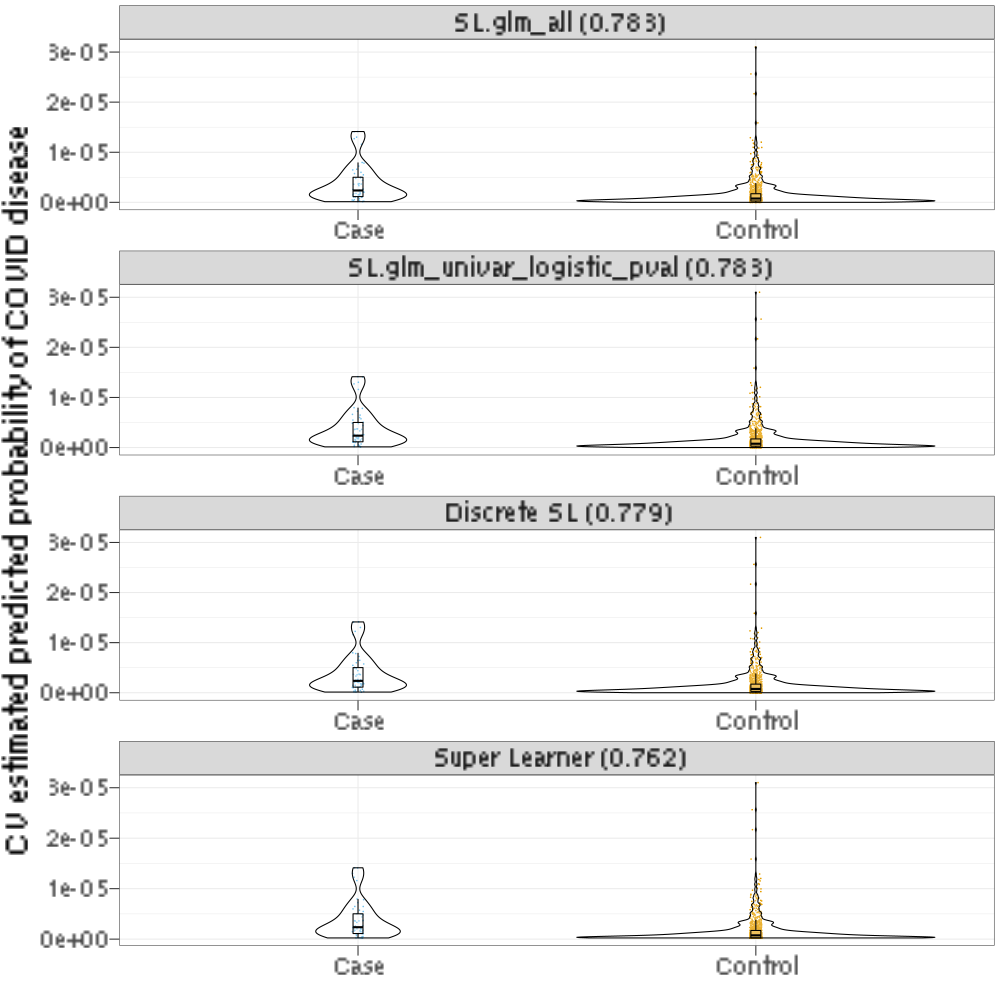 CV estimated predicted probability of COVID disease
SL.glm_all (0.783)
3e-05
2e-05
1e-05
0e+00
Case Control
SL.glm_univar_logistic_pval (0.783)
3e-05
2e-05
1e-05
0e+00
Case Control
Discrete SL (0.779)
3e-05
2e-05
1e-05
0e+00
Case Control
Super Learner (0.762)
3e-05
2e-05
1e-05
0e+00
Case Control